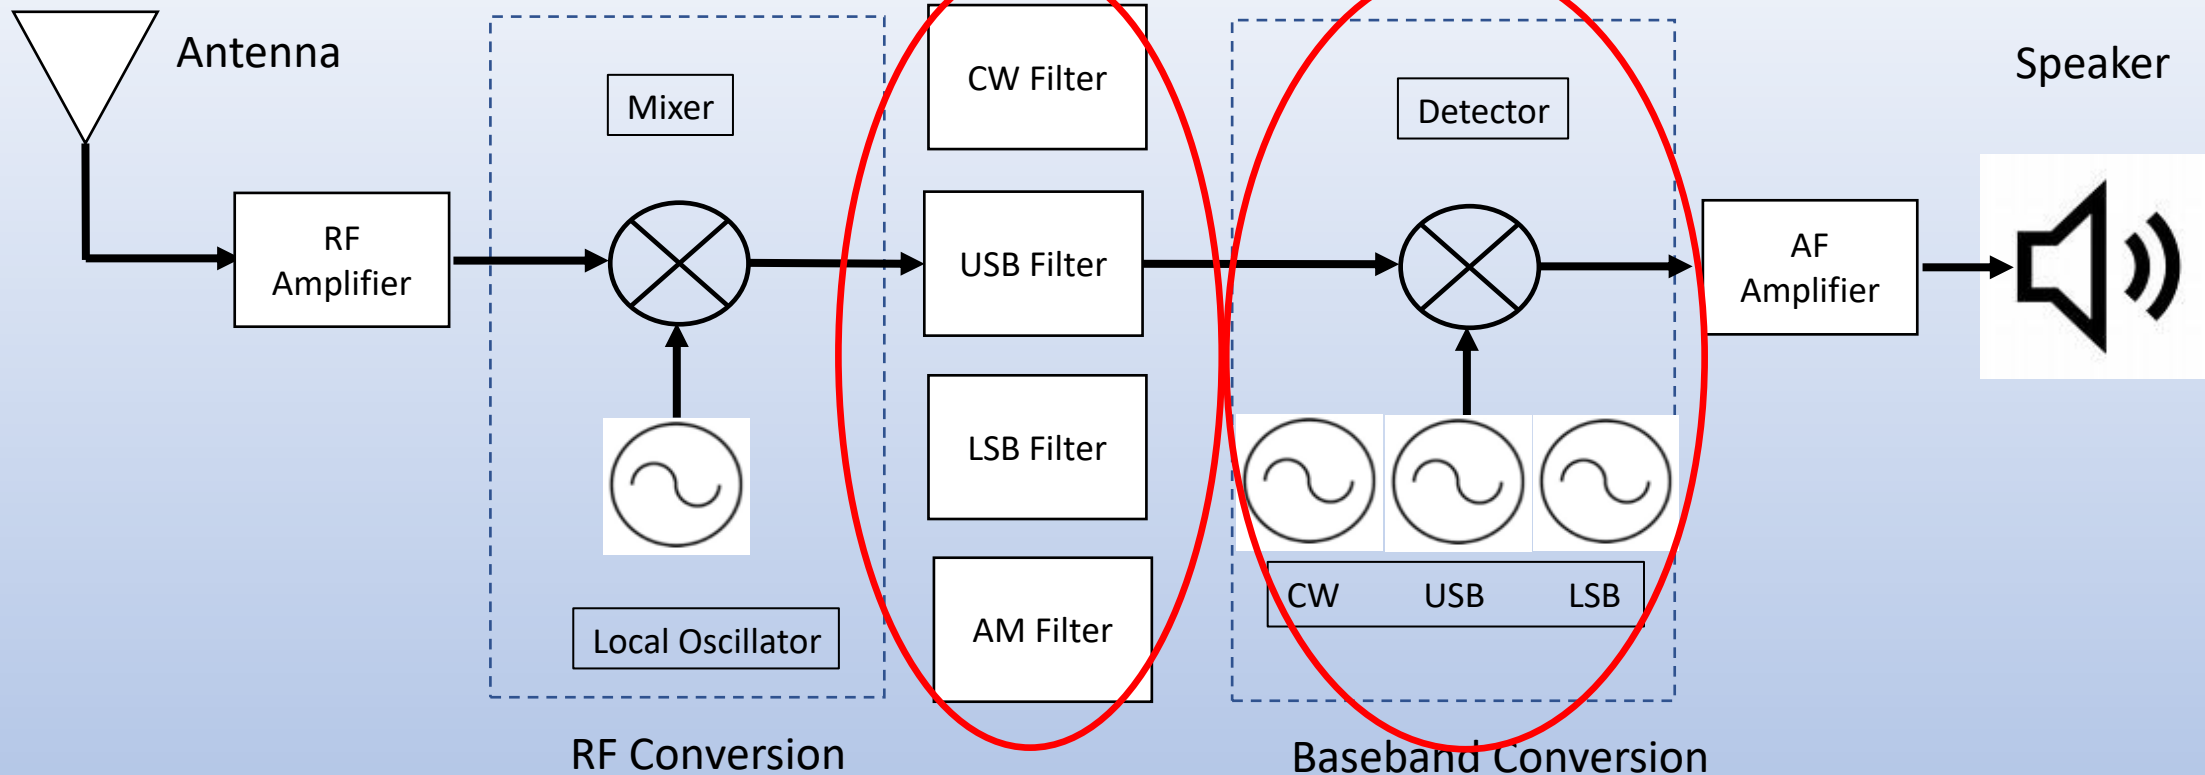 Antenna
Mixer
CW Filter
Detector
Speaker
RF
Amplifier
USB Filter
AF
Amplifier
LSB Filter
Local Oscillator
AM Filter
CW USB LSB
RF Conversion
Baseband Conversion